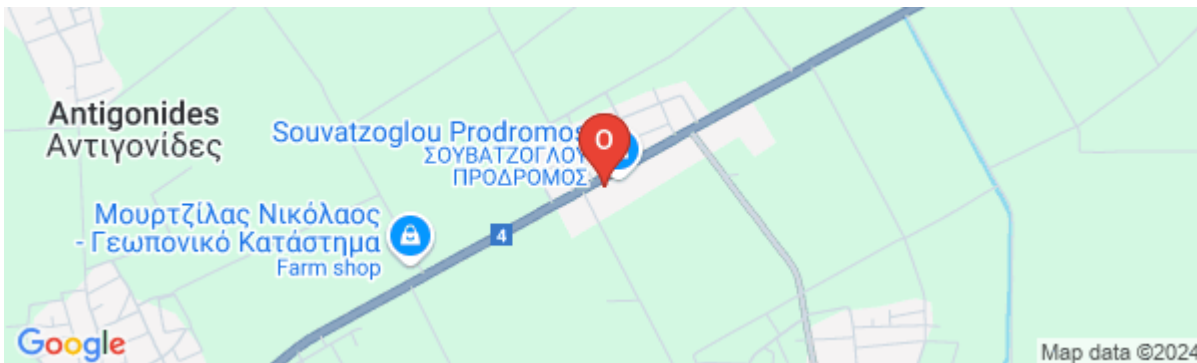 Antigonides
Αντιγονίδες
Souvatzoglou Prodromos
ΣΟΥΒΑΤΖΟΓΛΟΥ
ΠΡΟΔΡΟΜΟΣ
O
Μουρτζίλας Νικόλαος
- Γεωπονικό Κατάστημα
Farm shop
4
Google
Map data ©2024